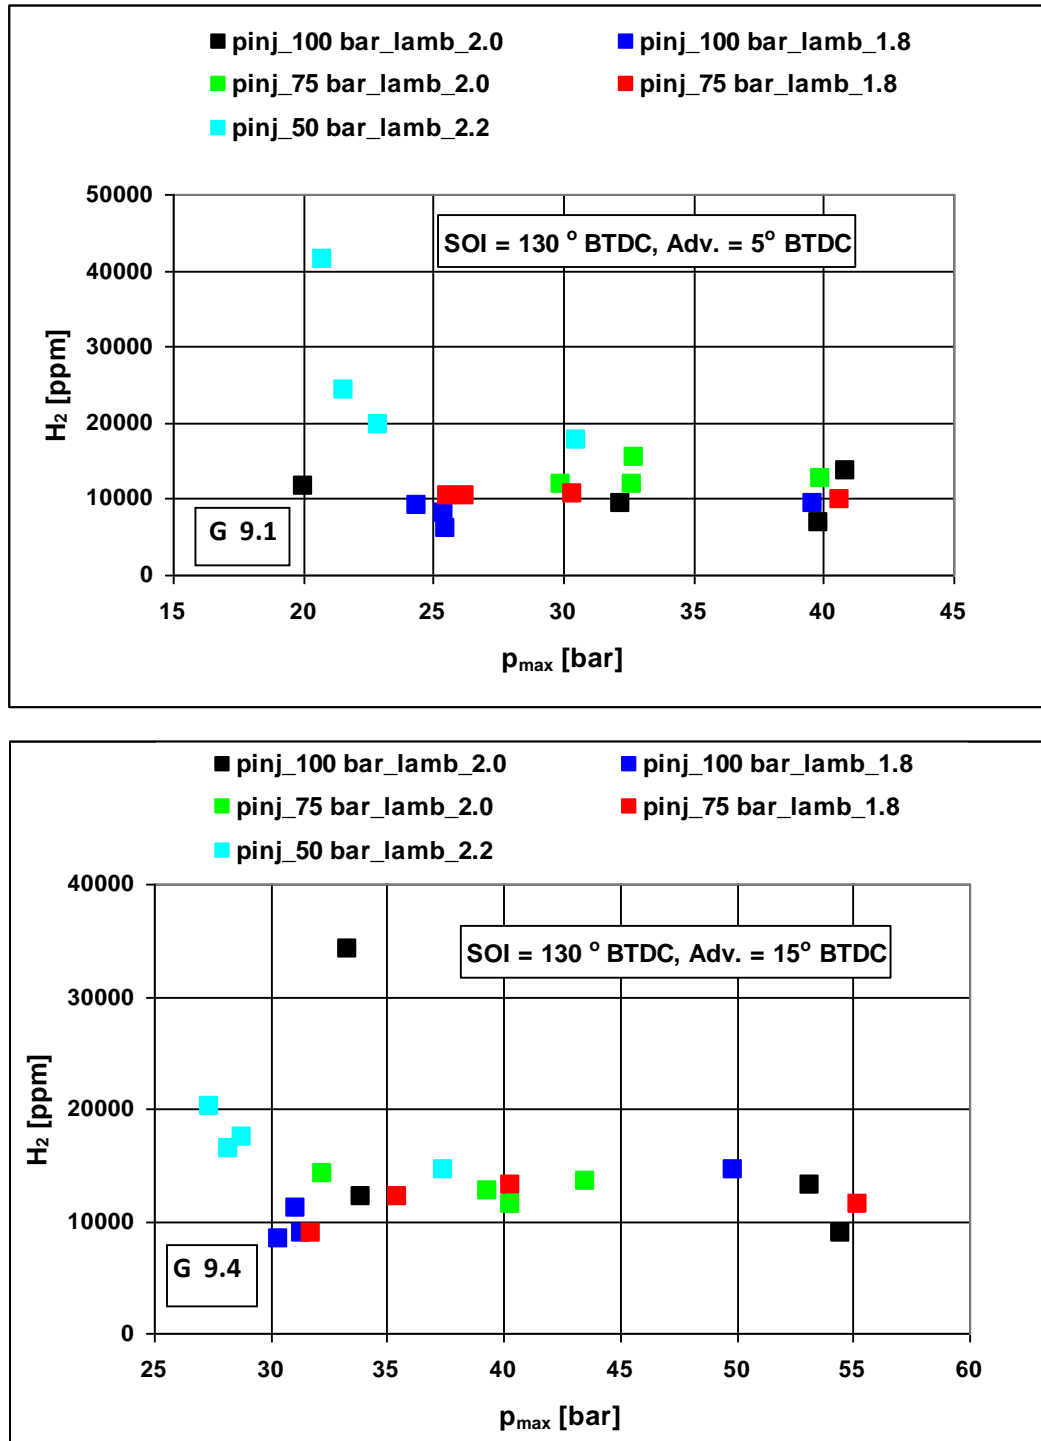 pinj_100 bar_lamb_2.0 pinj_100 bar_lamb_1.8
pinj_75 bar_lamb_2.0 pinj_75 bar_lamb_1.8
pinj_50 bar_lamb_2.2
50000
SOI = 130 ° BTDC, Adv. = 5° BTDC
40000
30000
H₂ [ppm]
20000
10000
G 9.1
0
15 20 25 30 35 40 45
pmax [bar]
pinj_100 bar_lamb_2.0 pinj_100 bar_lamb_1.8
pinj_75 bar_lamb_2.0 pinj_75 bar_lamb_1.8
pinj_50 bar_lamb_2.2
40000
SOI = 130 ° BTDC, Adv. = 15° BTDC
30000
H₂ [ppm]
20000
10000
G 9.4
0
25 30 35 40 45 50 55 60
pmax [bar]